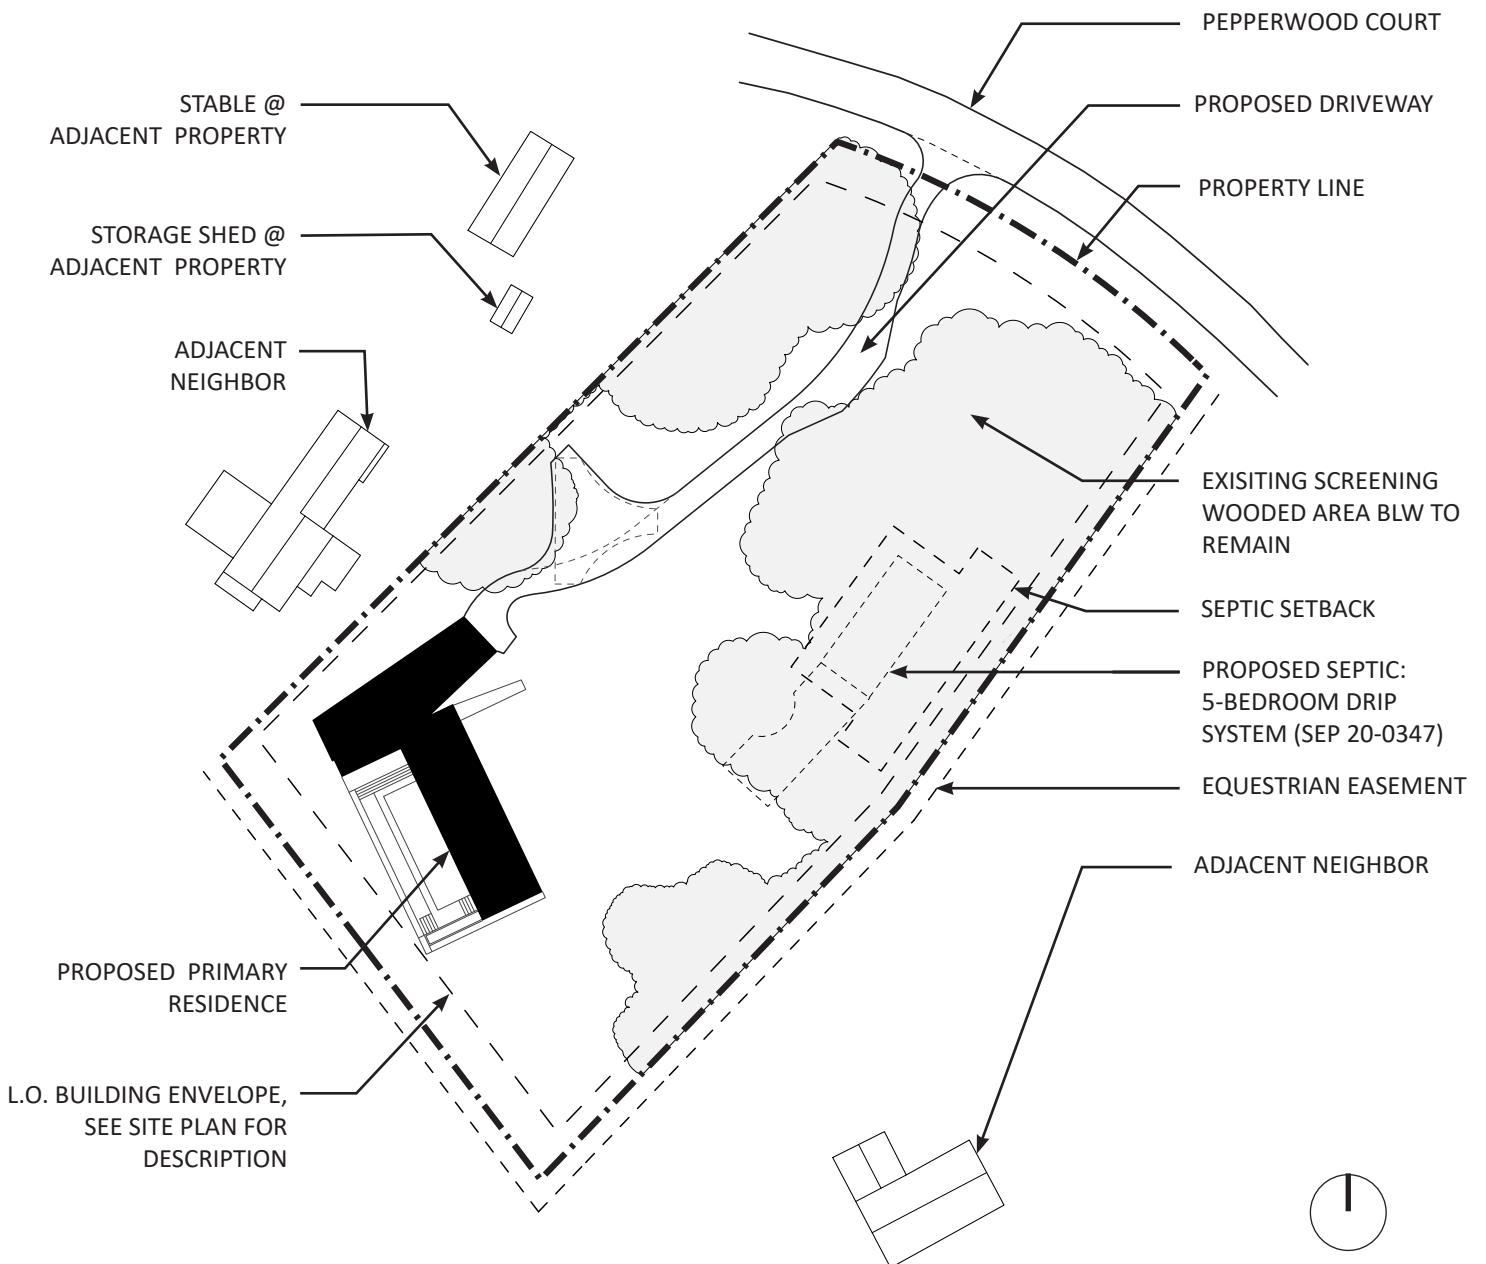 PEPPERWOOD COURT
STABLE @
ADJACENT PROPERTY
PROPOSED DRIVEWAY
PROPERTY LINE
STORAGE SHED @
ADJACENT PROPERTY
ADJACENT
NEIGHBOR
EXISITING SCREENING
WOODED AREA BLW TO
REMAIN
SEPTIC SETBACK
PROPOSED SEPTIC:
5-BEDROOM DRIP
SYSTEM (SEP 20-0347)
EQUESTRIAN EASEMENT
ADJACENT NEIGHBOR
PROPOSED PRIMARY
RESIDENCE
L.O. BUILDING ENVELOPE,
SEE SITE PLAN FOR
DESCRIPTION